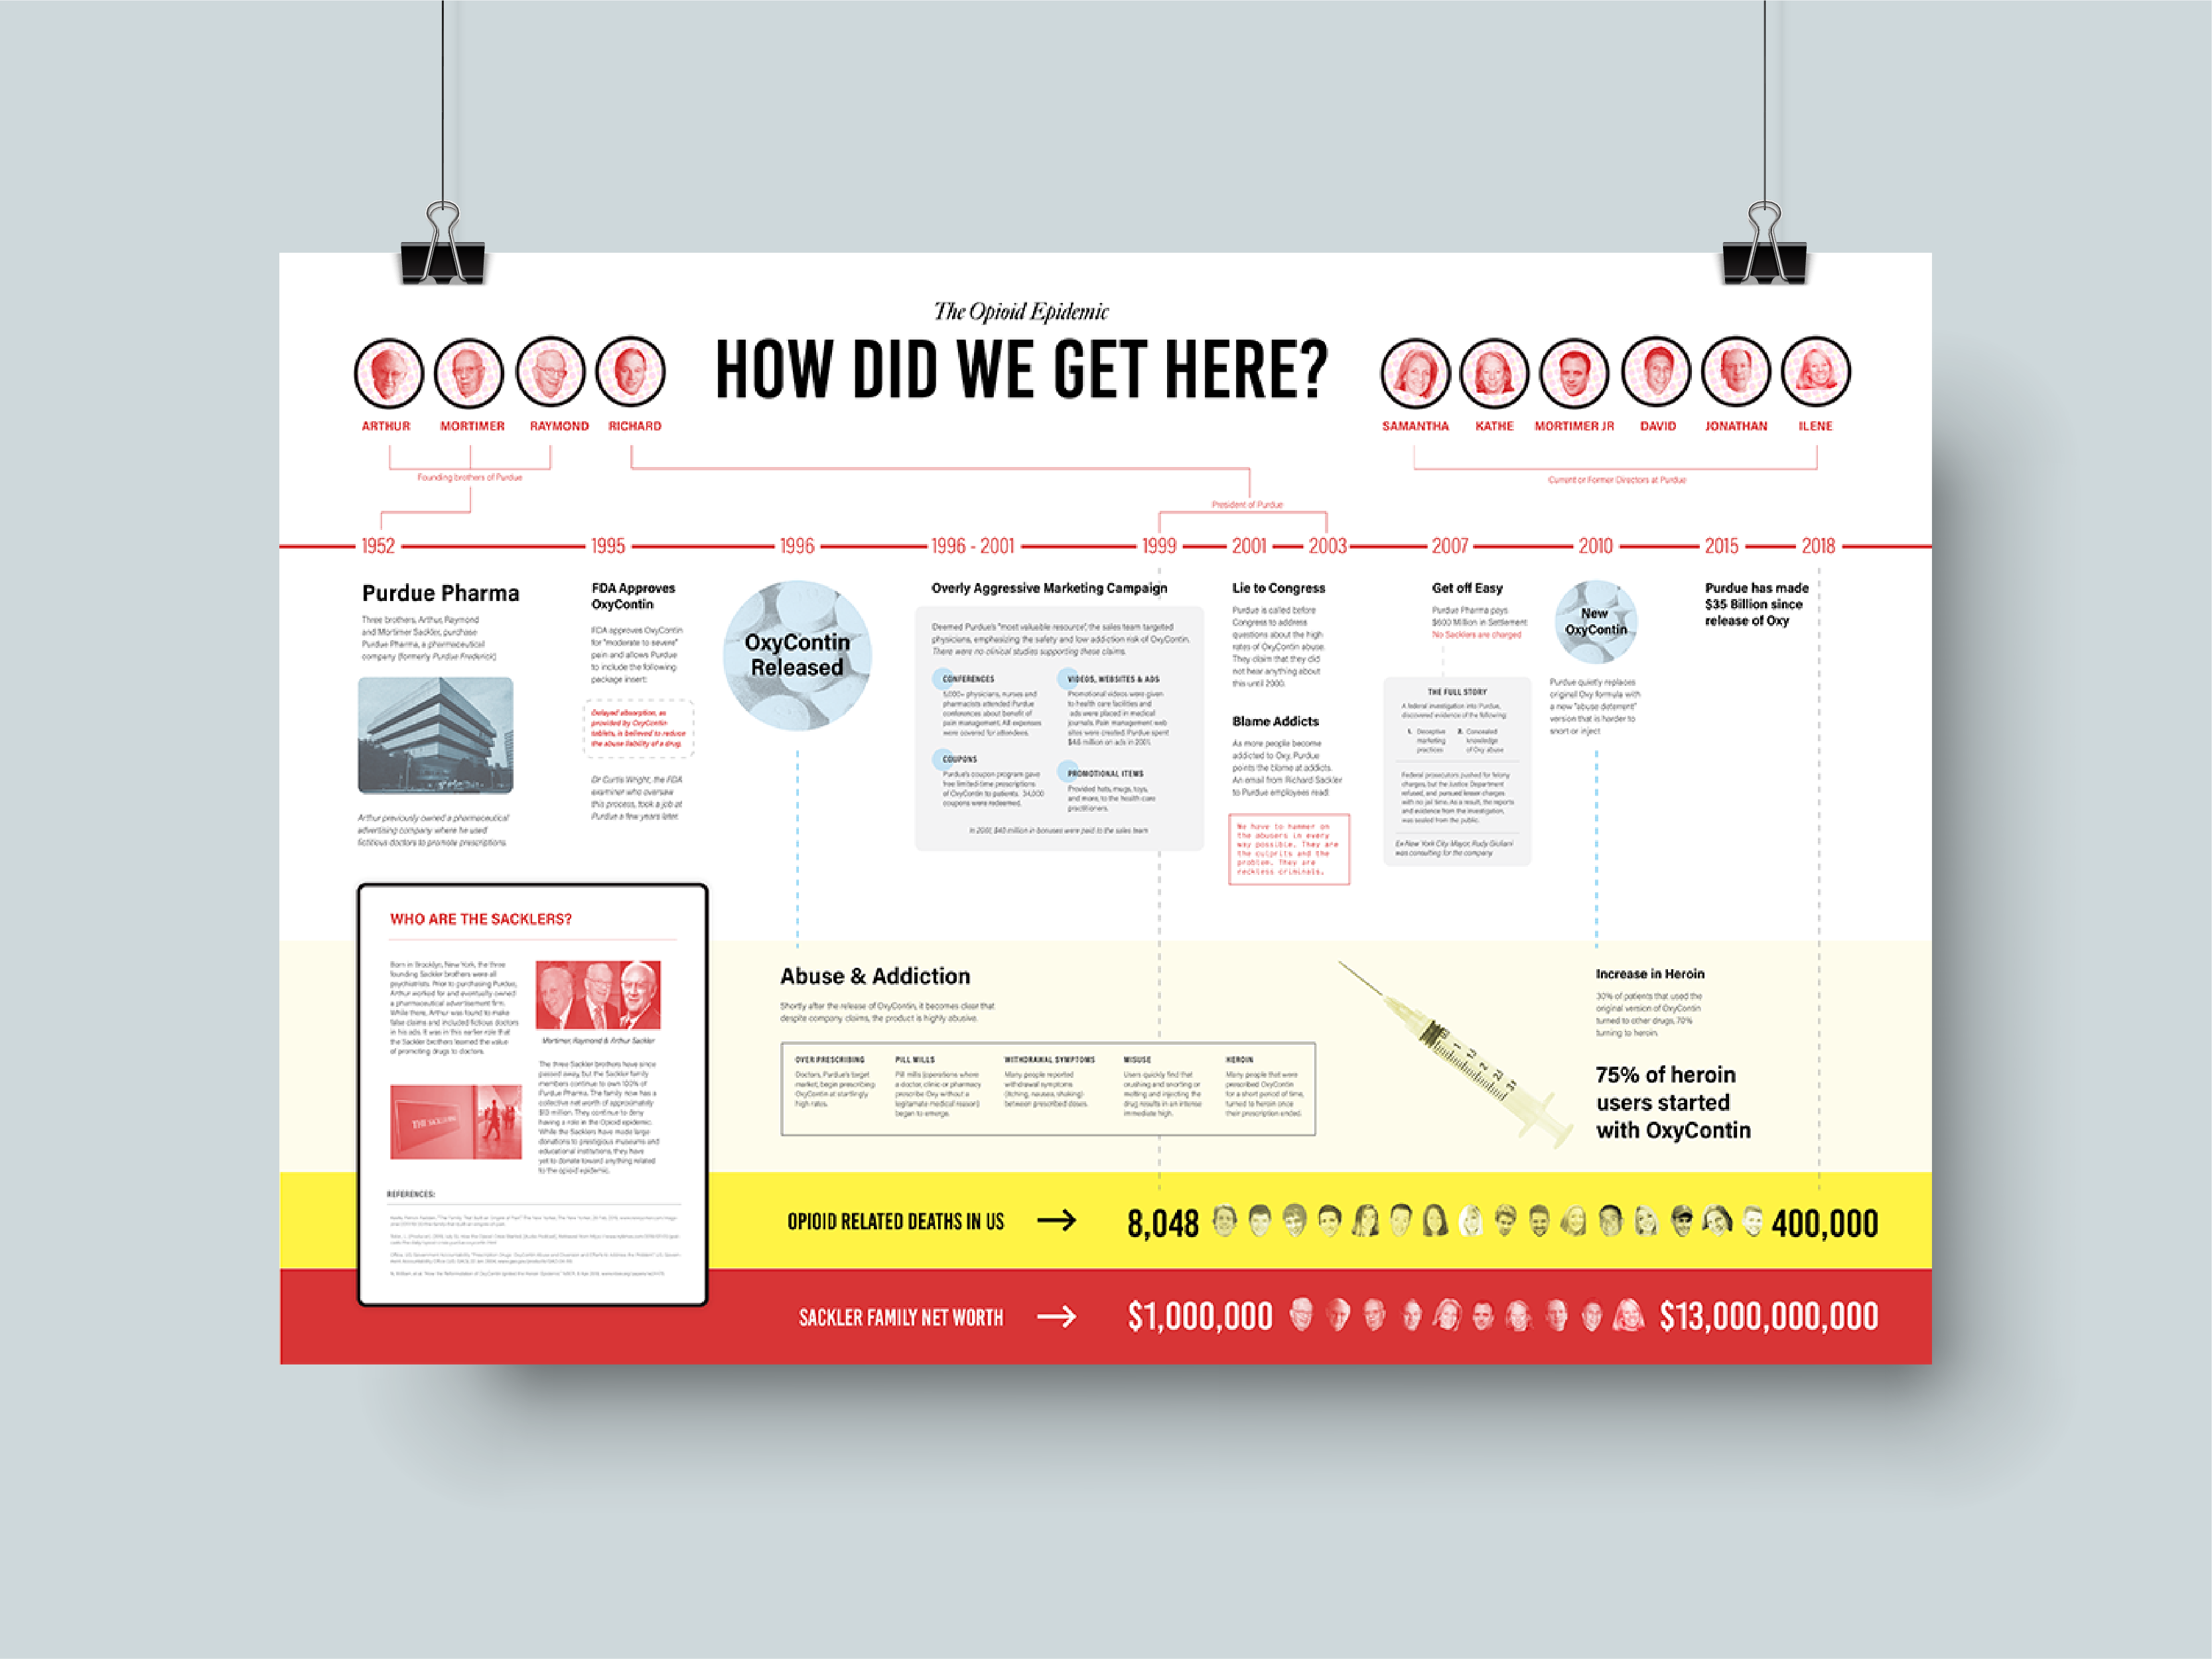 The Opioid Epidemic
HOW DID WE GET HERE?
ARTHUR
MORTIMER
RAYMOND
RICHARD
SAMANTHA
KATHE
MORTIMER JR
DAVID
JONATHAN
ILENE
Founding brothers of Purdue
President of Purdue
Current or Former Directors at Purdue
1952
1995
1996
1996 - 2001
1999
2001
2003
2007
2010
2015
2018
Purdue Pharma
Three brothers, Arthur, Raymond
and Mortimer Sackler, purchase
Purdue Pharma, a pharmaceutical
company (formerly Purdue Frederick)
Arthur previously owned a pharmaceutical
advertising company where he used
fictitious doctors to promote prescriptions.
FDA Approves
OxyContin
FDA approves OxyContin
for "moderate to severe"
pain and allows Purdue
to include the following
package insert:
Delayed absorption, as
provided by OxyContin
tablets, is believed to reduce
the abuse liability of a drug.
Dr Curtis Wright, the FDA
examiner who oversaw
this process, took a job at
Purdue a few years later.
OxyContin
Released
Overly Aggressive Marketing Campaign
Deemed Purdue's "most valuable resource", the sales team targeted
physicians, emphasizing the safety and low addiction risk of OxyContin.
There were no clinical studies supporting these claims.
CONFERENCES
5,000+ physicians, nurses and
pharmacists attended Purdue
conferences about benefit of
pain management. All expenses
were covered for attendees.
COUPONS
Purdue's coupon program gave
free limited-time prescriptions
of OxyContin to patients. 34,000
coupons were redeemed.
VIDEOS, WEBSITES & ADS
Promotional videos were given
to health care facilities and
ads were placed in medical
journals. Pain management web
sites were created. Purdue spent
$4.6 million on ads in 2001.
PROMOTIONAL ITEMS
Provided hats, mugs, toys,
and more, to the health care
practitioners.
In 2001, $40 million in bonuses were paid to the sales team
Lie to Congress
Purdue is called before
Congress to address
questions about the high
rates of OxyContin abuse.
They claim that they did
not hear anything about
this until 2000.
Blame Addicts
As more people become
addicted to Oxy, Purdue
points the blame at addicts.
An email from Richard Sackler
to Purdue employees read:
We have to hammer on
the abusers in every
way possible. They are
the culprits and the
problem. They are
reckless criminals.
Get off Easy
Purdue Pharma pays
$600 Million in Settlement
No Sacklers are charged
THE FULL STORY
A federal investigation into Purdue,
discovered evidence of the following:
1. Deceptive
marketing
practices
2. Concealed
knowledge
of Oxy abuse
Federal prosecutors pushed for felony
charges, but the Justice Department
refused, and pursued lesser charges
with no jail time. As a result, the reports
and evidence from the investigation,
was sealed from the public.
Ex-New York City Mayor, Rudy Giuliani
was consulting for the company
New
OxyContin
Purdue quietly replaces
original Oxy formula with
a new "abuse deterrent"
version that is harder to
snort or inject
Purdue has made
$35 Billion since
release of Oxy
WHO ARE THE SACKLERS?
Born in Brooklyn, New York, the three
founding Sackler brothers were all
psychiatrists. Prior to purchasing Purdue,
Arthur worked for and eventually owned
a pharmaceutical advertisement firm.
While there, Arthur was found to make
false claims and included fictious doctors
in his ads. It was in this earlier role that
the Sackler brothers learned the value
of promoting drugs to doctors.
Mortimer, Raymond & Arthur Sackler
The three Sackler brothers have since
passed away, but the Sackler family
members continue to own 100% of
Purdue Pharma. The family now has a
collective net worth of approximately
$13 million. They continue to deny
having a role in the Opioid epidemic.
While the Sacklers have made large
donations to prestigious museums and
educational institutions, they have
yet to donate toward anything related
to the opioid epidemic.
THE SACKLER
REFERENCES:
Abuse & Addiction
Shortly after the release of OxyContin, it becomes clear that
despite company claims, the product is highly abusive.
OVER PRESCRIBING
Doctors, Purdue's target
market, begin prescribing
OxyContin at startlingly
high rates.
PILL MILLS
Pill mills (operations where
a doctor, clinic or pharmacy
prescribe Oxy without a
legitamate medical reason)
began to emerge.
WITHDRAWAL SYMPTOMS
Many people reported
withdrawal symptoms
(itching, nausea, shaking)
between prescribed doses.
MISUSE
Users quickly find that
crushing and snorting or
melting and injecting the
drug results in an intense
immediate high.
HEROIN
Many people that were
prescribed OxyContin
for a short period of time,
turned to heroin once
their prescription ended.
Increase in Heroin
30% of patients that used the
original version of OxyContin
turned to other drugs, 70%
turning to heroin.
75% of heroin
users started
with OxyContin
OPIOID RELATED DEATHS IN US
8,048
400,000
SACKLER FAMILY NET WORTH
$1,000,000
$13,000,000,000